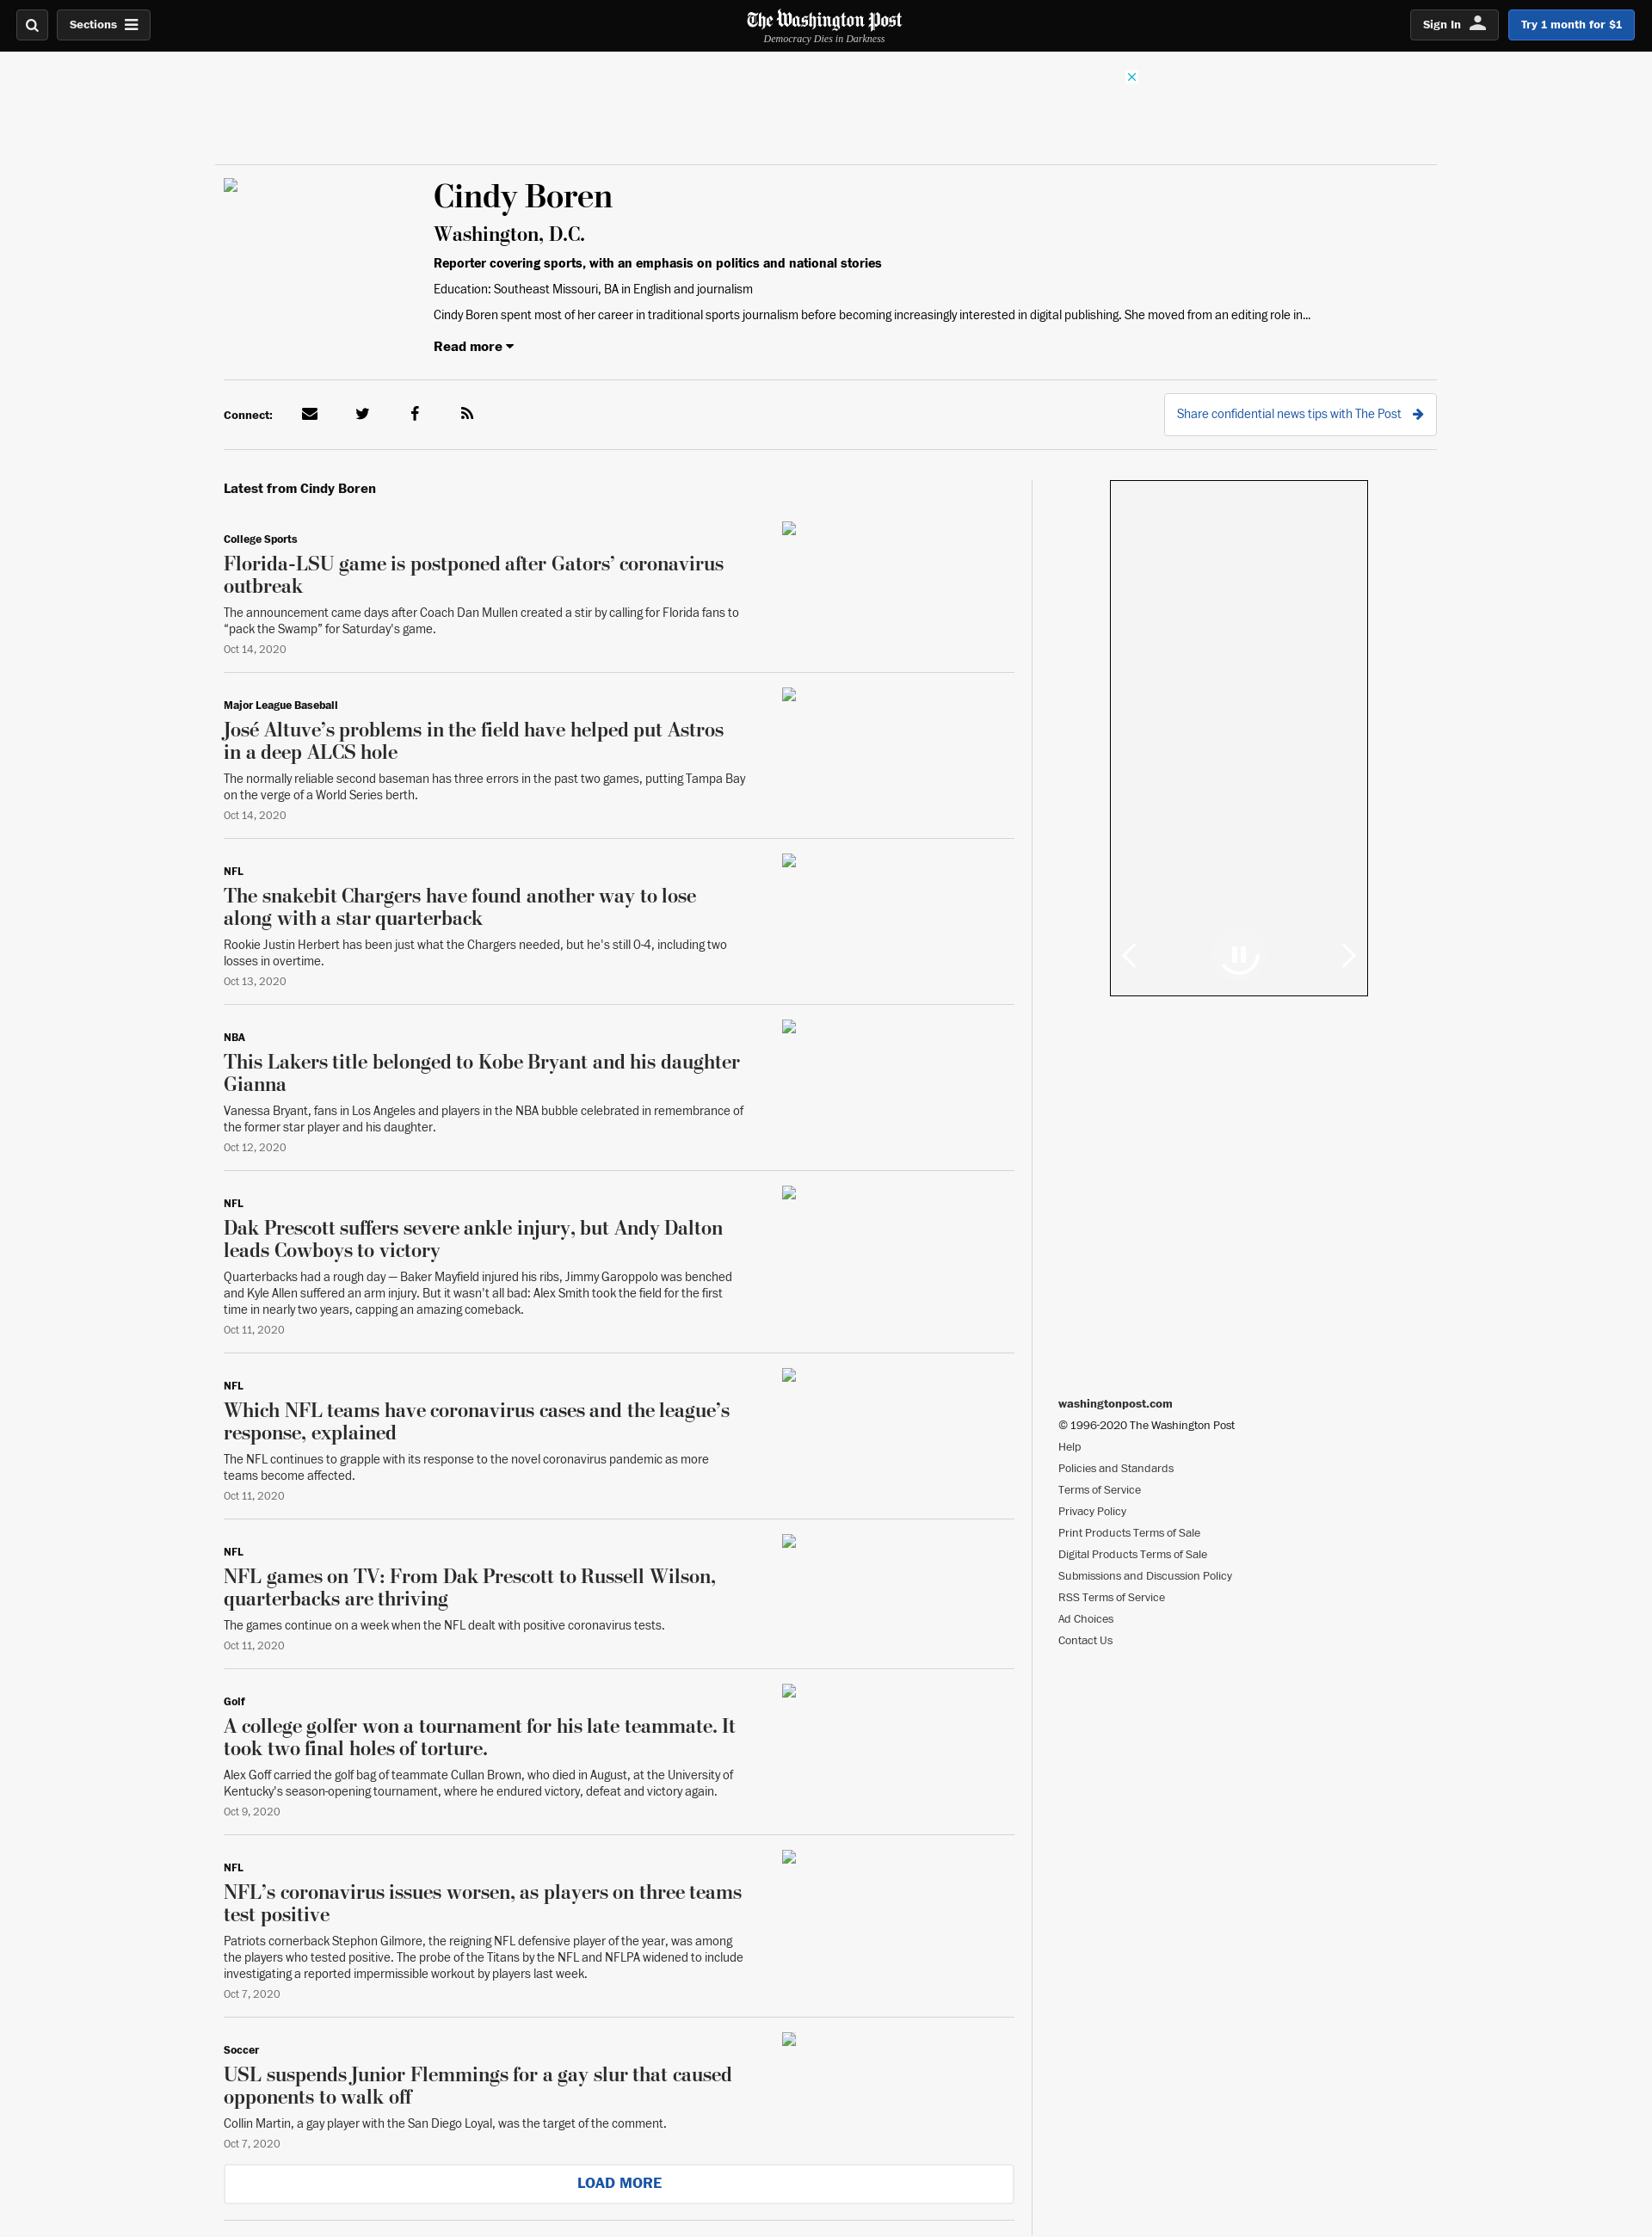 Sections
The Washington Post
Democracy Dies in Darkness
Sign In
Try 1 month for $1
Cindy Boren
Washington, D.C.
Reporter covering sports, with an emphasis on politics and national stories
Education: Southeast Missouri, BA in English and journalism
Cindy Boren spent most of her career in traditional sports journalism before becoming increasingly interested in digital publishing. She moved from an editing role in...
Read more
Connect:
Share confidential news tips with The Post
Latest from Cindy Boren
College Sports
Florida-LSU game is postponed after Gators’ coronavirus
outbreak
The announcement came days after Coach Dan Mullen created a stir by calling for Florida fans to
“pack the Swamp” for Saturday's game.
Oct 14, 2020
Major League Baseball
José Altuve’s problems in the field have helped put Astros
in a deep ALCS hole
The normally reliable second baseman has three errors in the past two games, putting Tampa Bay
on the verge of a World Series berth.
Oct 14, 2020
NFL
The snakebit Chargers have found another way to lose
along with a star quarterback
Rookie Justin Herbert has been just what the Chargers needed, but he's still 0-4, including two
losses in overtime.
Oct 13, 2020
NBA
This Lakers title belonged to Kobe Bryant and his daughter
Gianna
Vanessa Bryant, fans in Los Angeles and players in the NBA bubble celebrated in remembrance of
the former star player and his daughter.
Oct 12, 2020
NFL
Dak Prescott suffers severe ankle injury, but Andy Dalton
leads Cowboys to victory
Quarterbacks had a rough day — Baker Mayfield injured his ribs, Jimmy Garoppolo was benched
and Kyle Allen suffered an arm injury. But it wasn't all bad: Alex Smith took the field for the first
time in nearly two years, capping an amazing comeback.
Oct 11, 2020
NFL
Which NFL teams have coronavirus cases and the league’s
response, explained
The NFL continues to grapple with its response to the novel coronavirus pandemic as more
teams become affected.
Oct 11, 2020
NFL
NFL games on TV: From Dak Prescott to Russell Wilson,
quarterbacks are thriving
The games continue on a week when the NFL dealt with positive coronavirus tests.
Oct 11, 2020
Golf
A college golfer won a tournament for his late teammate. It
took two final holes of torture.
Alex Goff carried the golf bag of teammate Cullan Brown, who died in August, at the University of
Kentucky's season-opening tournament, where he endured victory, defeat and victory again.
Oct 9, 2020
NFL
NFL’s coronavirus issues worsen, as players on three teams
test positive
Patriots cornerback Stephon Gilmore, the reigning NFL defensive player of the year, was among
the players who tested positive. The probe of the Titans by the NFL and NFLPA widened to include
investigating a reported impermissible workout by players last week.
Oct 7, 2020
Soccer
USL suspends Junior Flemmings for a gay slur that caused
opponents to walk off
Collin Martin, a gay player with the San Diego Loyal, was the target of the comment.
Oct 7, 2020
LOAD MORE
washingtonpost.com
© 1996-2020 The Washington Post
Help
Policies and Standards
Terms of Service
Privacy Policy
Print Products Terms of Sale
Digital Products Terms of Sale
Submissions and Discussion Policy
RSS Terms of Service
Ad Choices
Contact Us